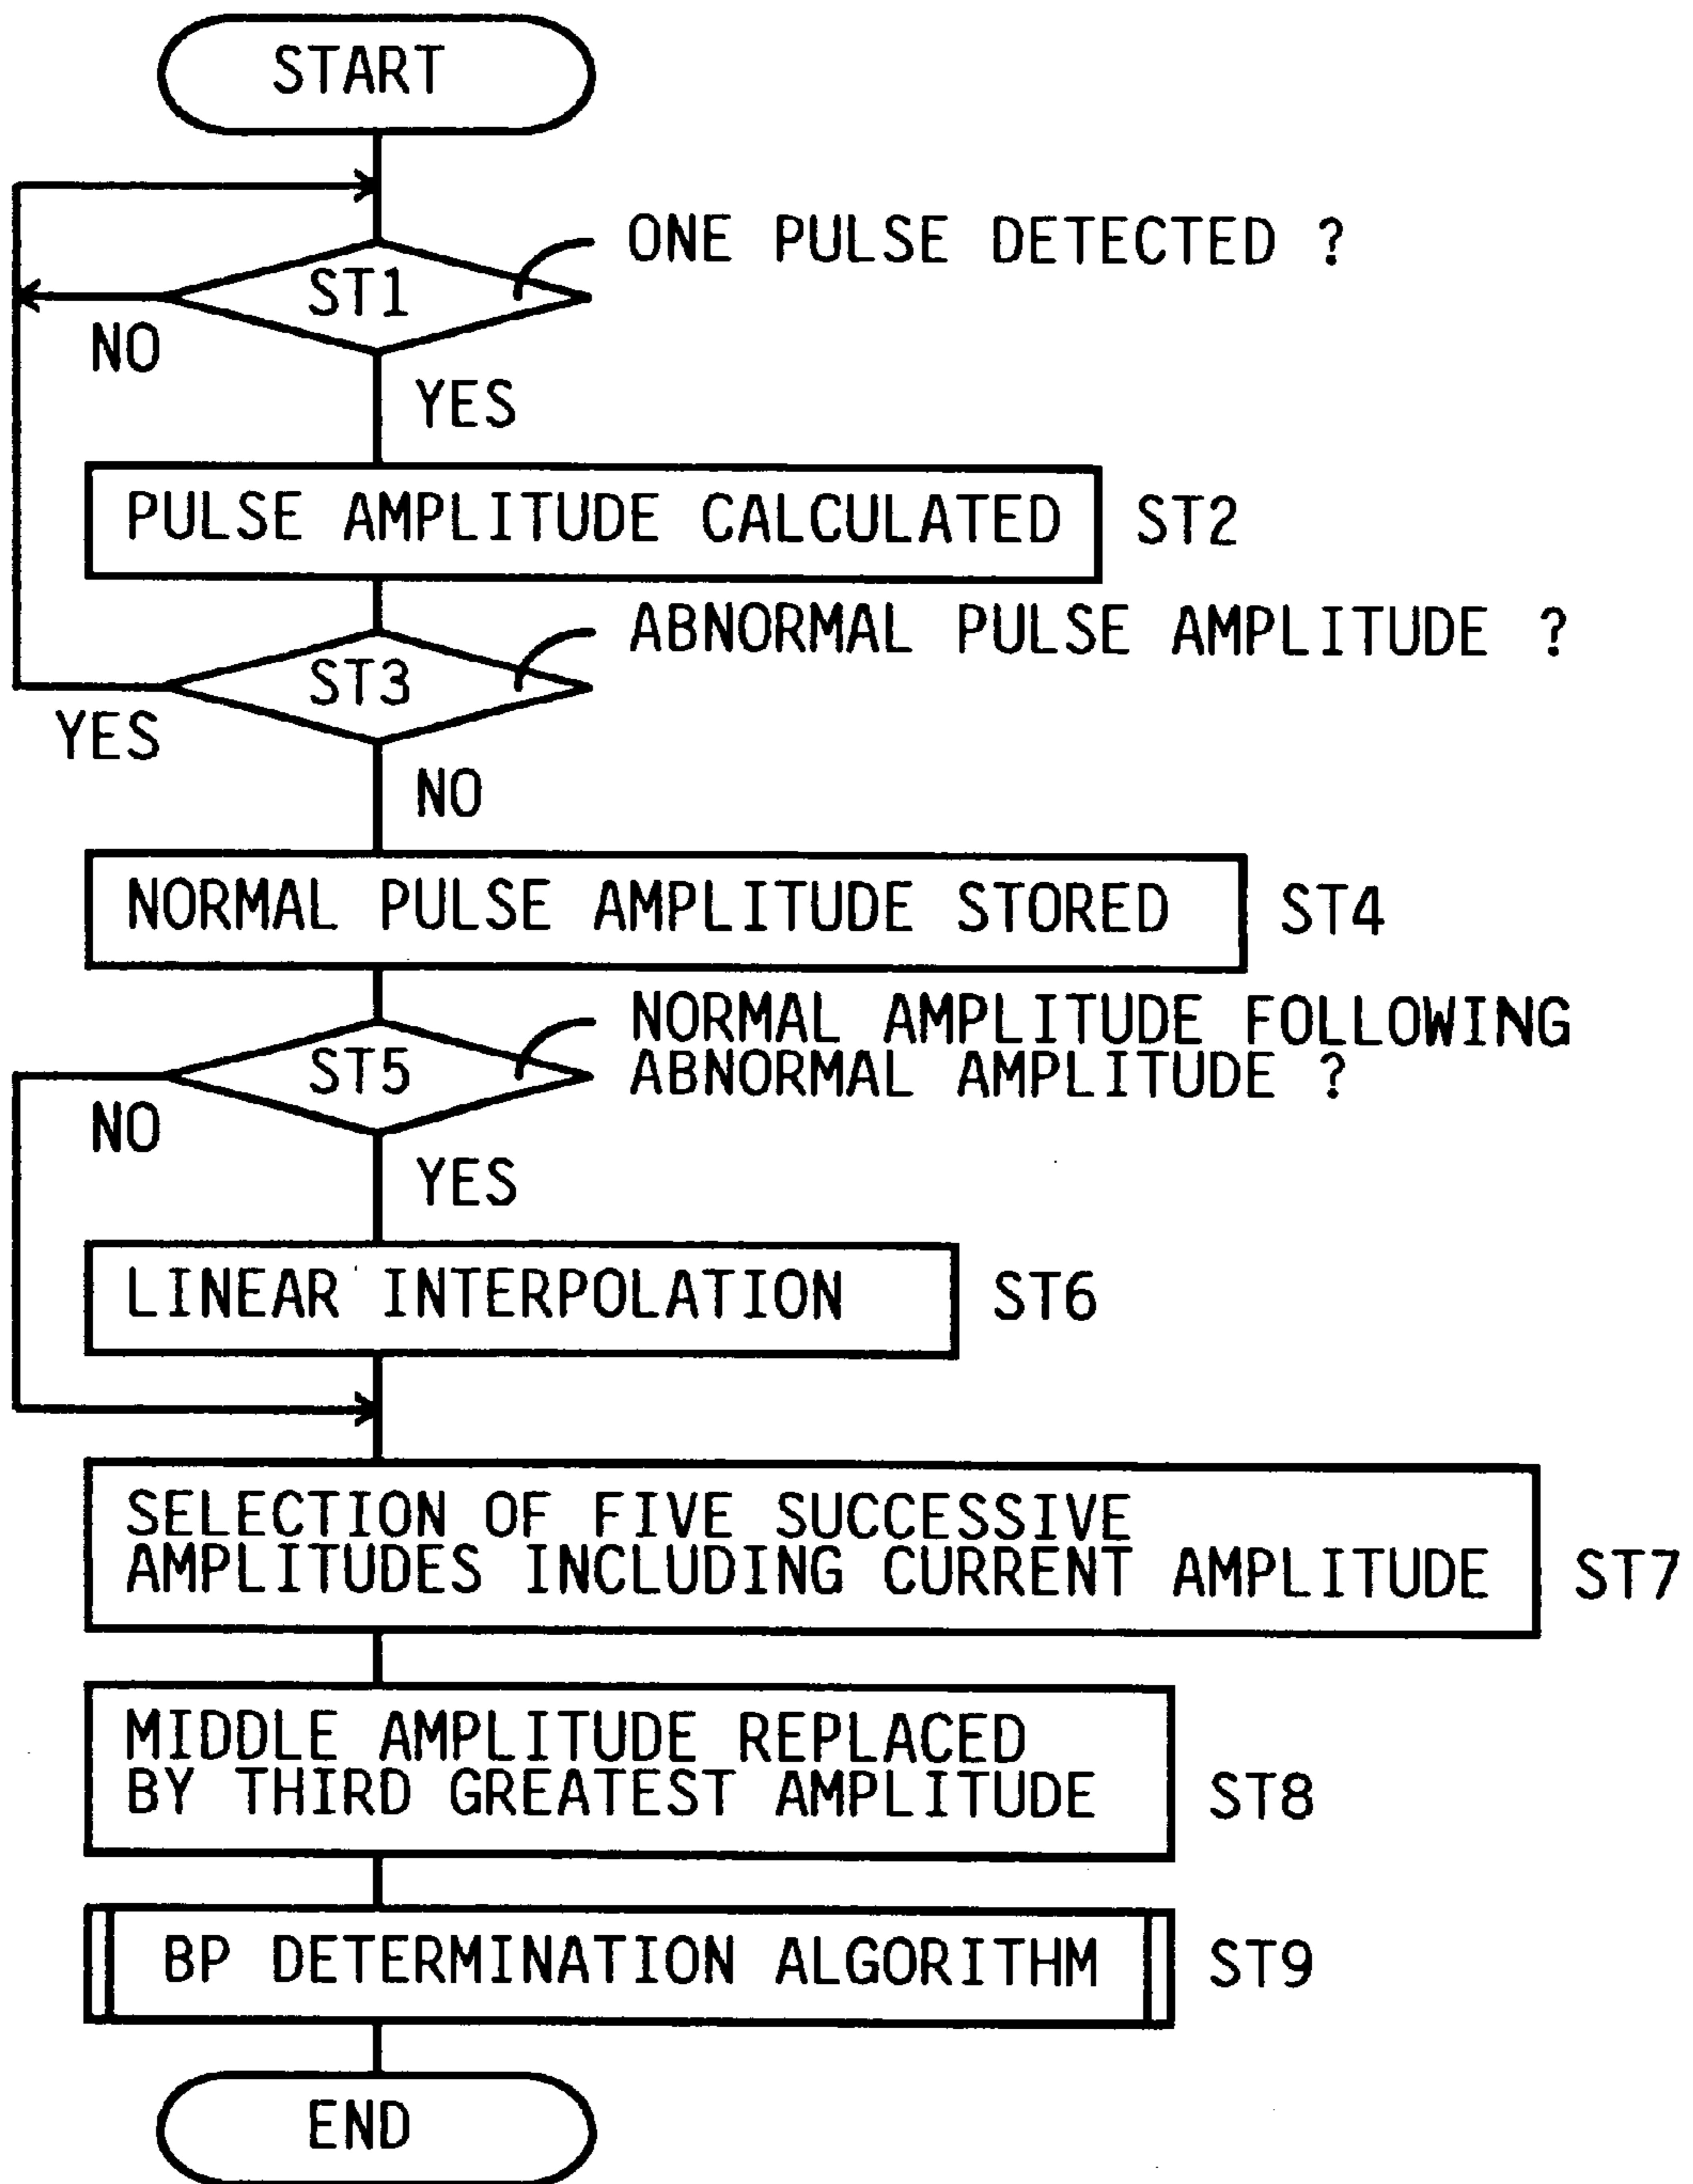 START
ONE PULSE DETECTED ?
ST1
NO
YES
PULSE AMPLITUDE CALCULATED
ST2
ABNORMAL PULSE AMPLITUDE ?
ST3
YES
NO
NORMAL PULSE AMPLITUDE STORED
ST4
NORMAL AMPLITUDE FOLLOWING
ABNORMAL AMPLITUDE ?
ST5
NO
YES
LINEAR INTERPOLATION
ST6
SELECTION OF FIVE SUCCESSIVE
AMPLITUDES INCLUDING CURRENT AMPLITUDE
ST7
MIDDLE AMPLITUDE REPLACED
BY THIRD GREATEST AMPLITUDE
ST8
BP DETERMINATION ALGORITHM
ST9
END